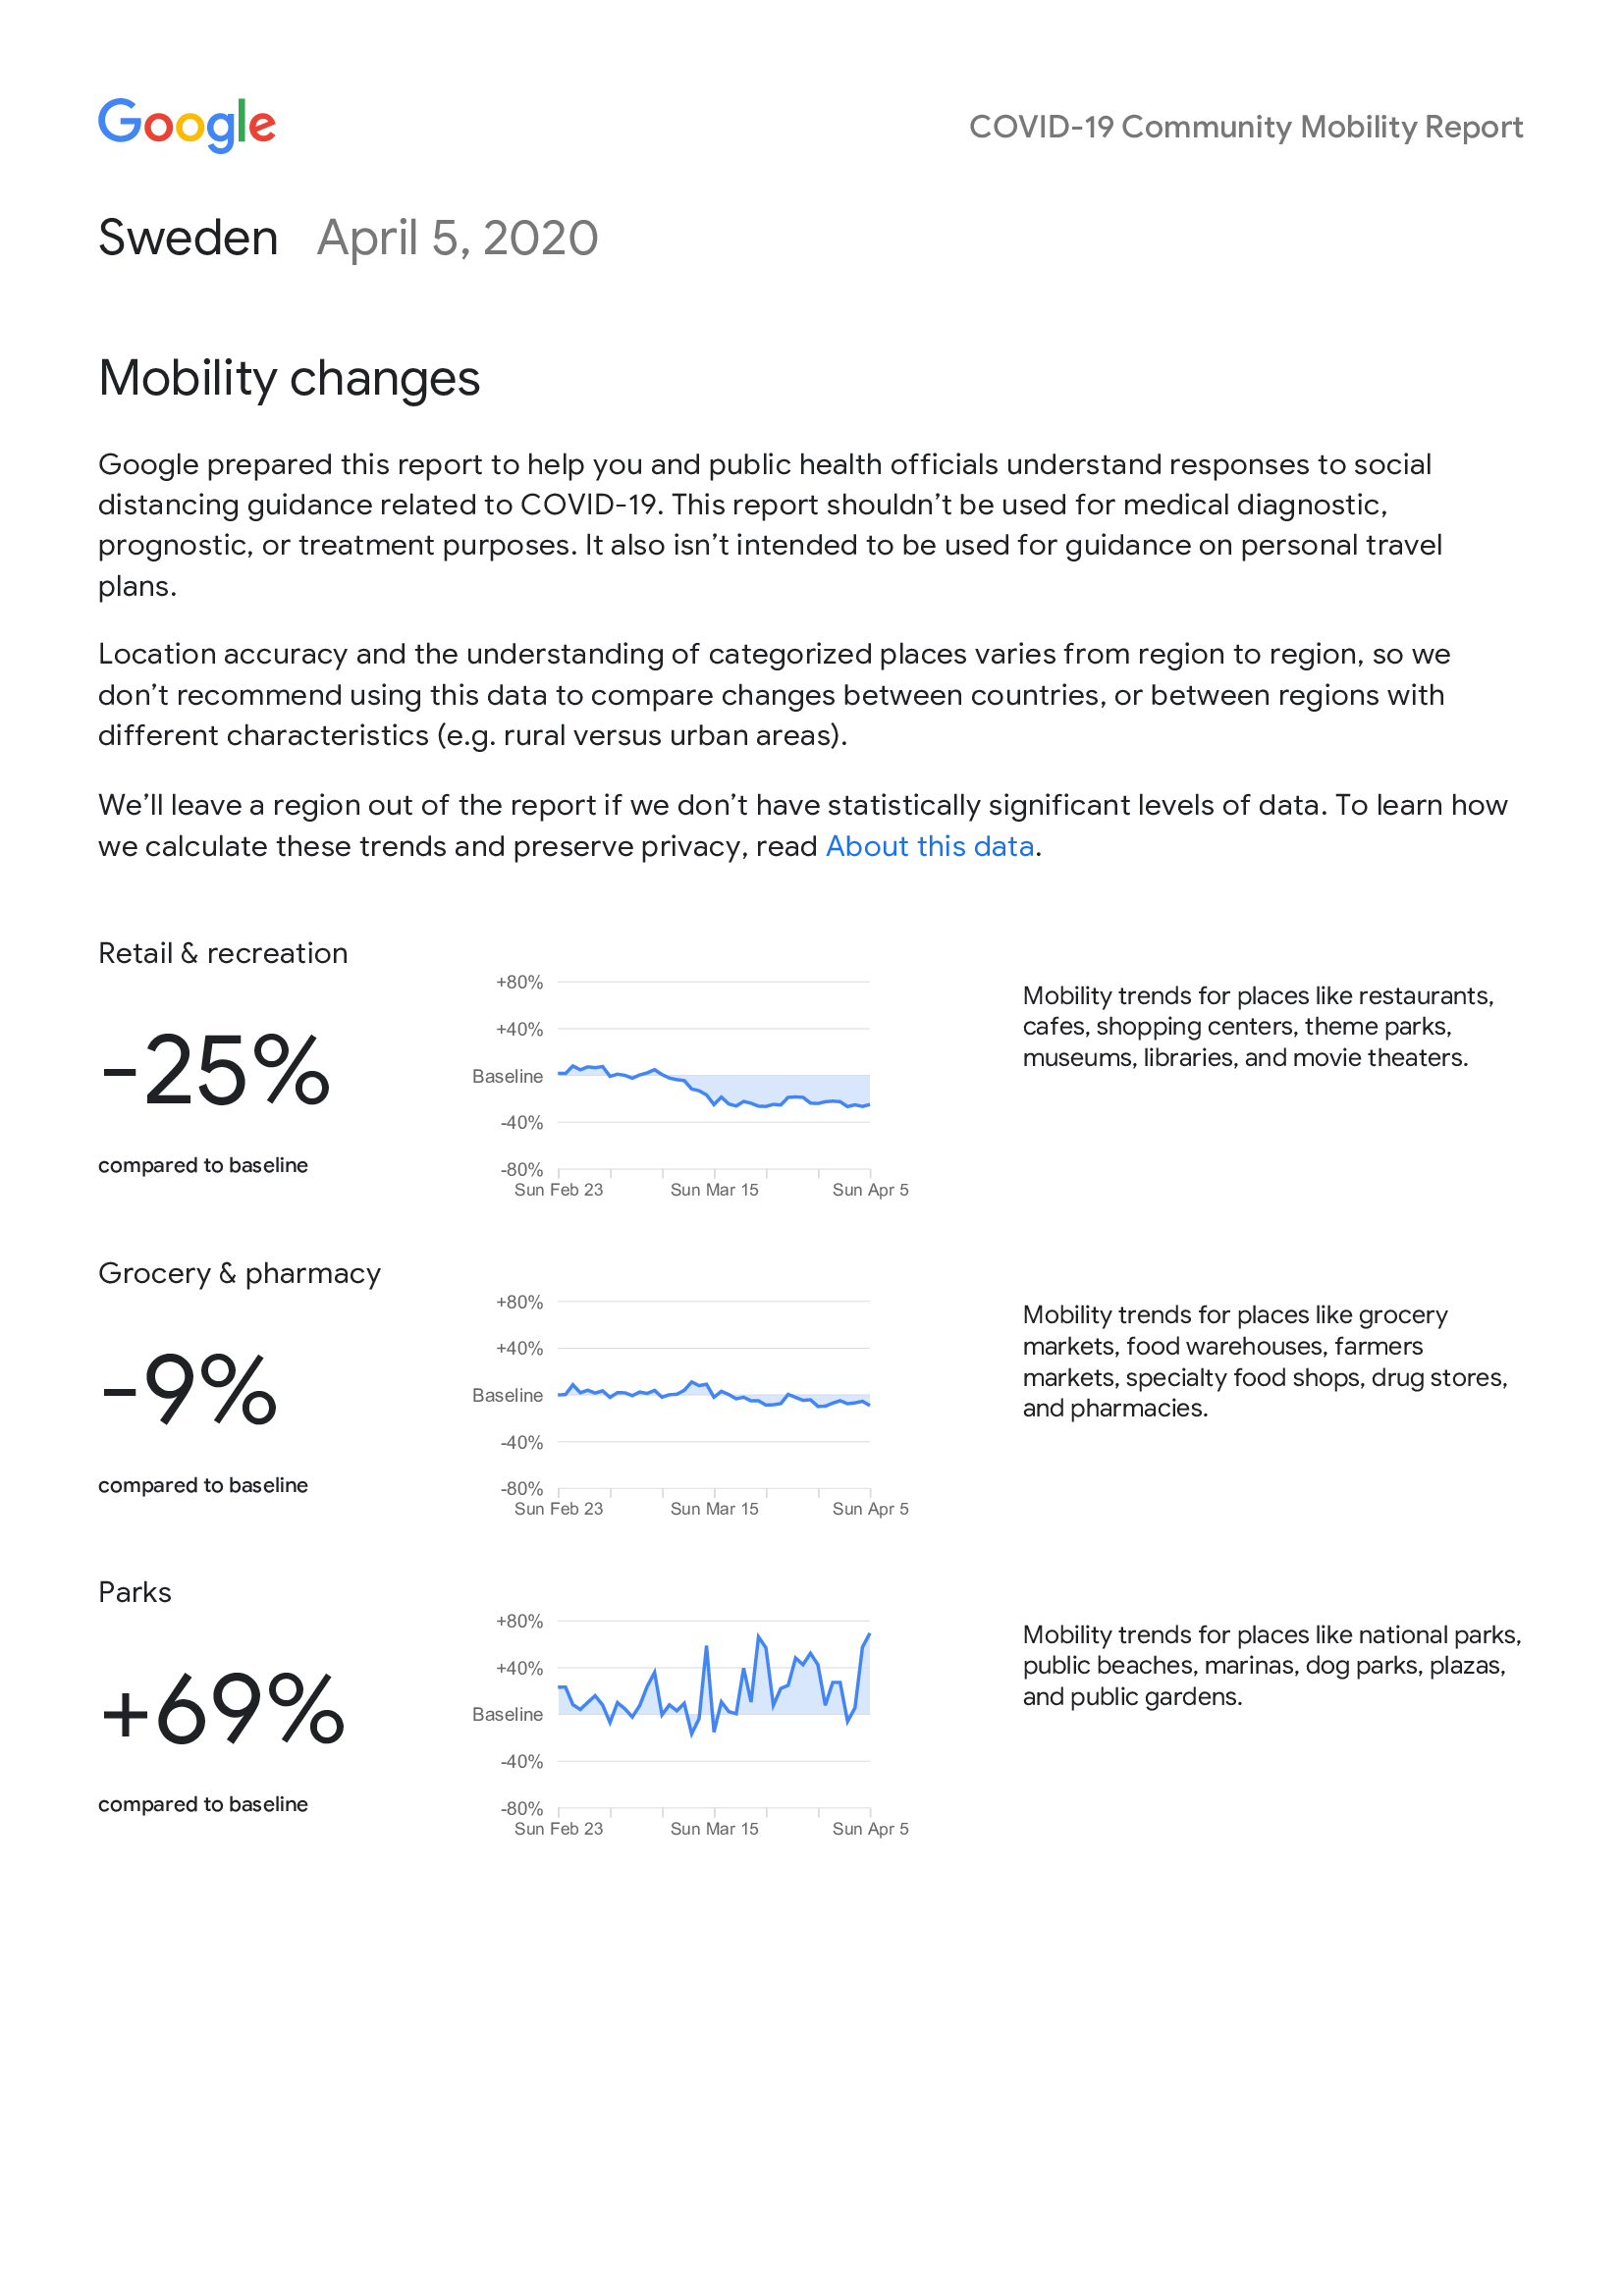 Google
COVID-19 Community Mobility Report
Sweden April 5, 2020
Mobility changes
Google prepared this report to help you and public health officials understand responses to social
distancing guidance related to COVID-19. This report shouldn’t be used for medical diagnostic,
prognostic, or treatment purposes. It also isn’t intended to be used for guidance on personal travel
plans.
Location accuracy and the understanding of categorized places varies from region to region, so we
don’t recommend using this data to compare changes between countries, or between regions with
different characteristics (e.g. rural versus urban areas).
We’ll leave a region out of the report if we don’t have statistically significant levels of data. To learn how
we calculate these trends and preserve privacy, read About this data.
Retail & recreation
-25%
compared to baseline
+80%
+40%
Baseline
-40%
-80%
Sun Feb 23 Sun Mar 15 Sun Apr 5
Mobility trends for places like restaurants,
cafes, shopping centers, theme parks,
museums, libraries, and movie theaters.
Grocery & pharmacy
-9%
compared to baseline
+80%
+40%
Baseline
-40%
-80%
Sun Feb 23 Sun Mar 15 Sun Apr 5
Mobility trends for places like grocery
markets, food warehouses, farmers
markets, specialty food shops, drug stores,
and pharmacies.
Parks
+69%
compared to baseline
+80%
+40%
Baseline
-40%
-80%
Sun Feb 23 Sun Mar 15 Sun Apr 5
Mobility trends for places like national parks,
public beaches, marinas, dog parks, plazas,
and public gardens.